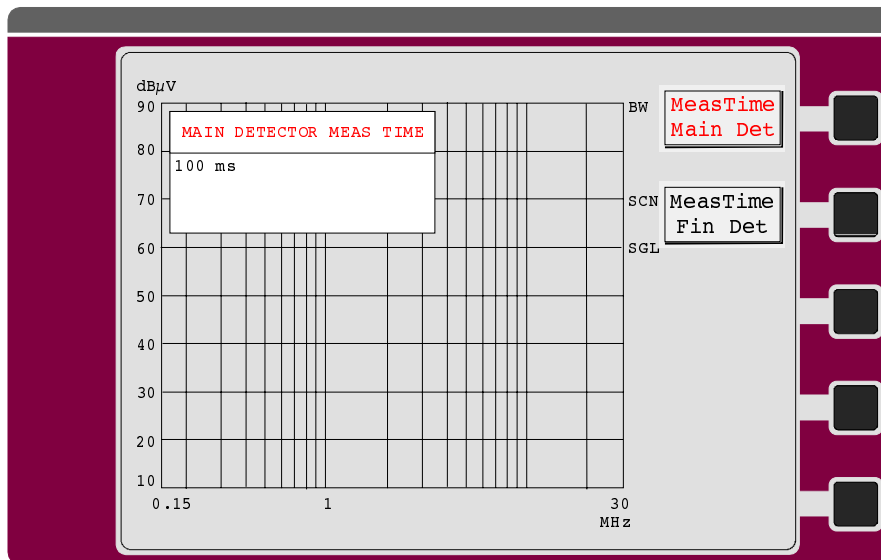 dBµV
90
80
70
60
50
40
30
20
10
0.15
1
30
MHz
MAIN DETECTOR MEAS TIME
100 ms
BW
SCN
SGL
MeasTime
Main Det
MeasTime
Fin Det